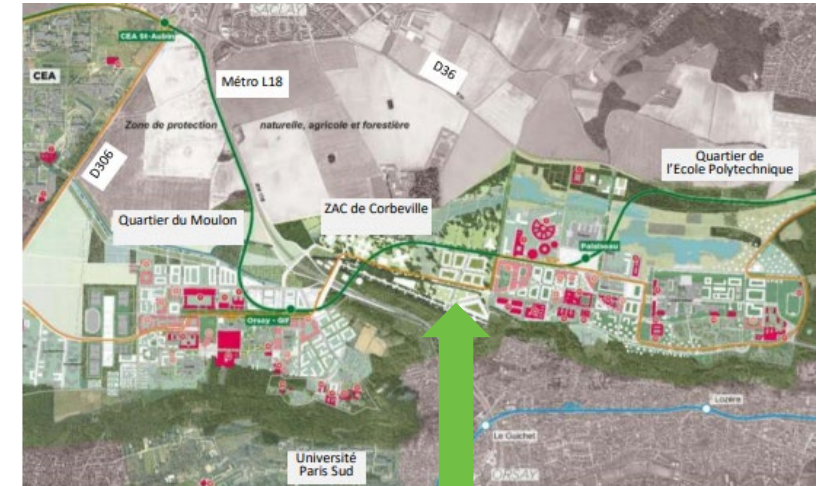 SACLAY
CEA St-Aubin
CEA
Métro L18
D36
Zone de protection
naturelle, agricole et forestière
D306
Quartier de
l'Ecole Polytechnique
Quartier du Moulon
ZAC de Corbeville
Palaiseau
Orsay - Gif
Lozère
Le Guichet
Université
Paris Sud
ORSAY